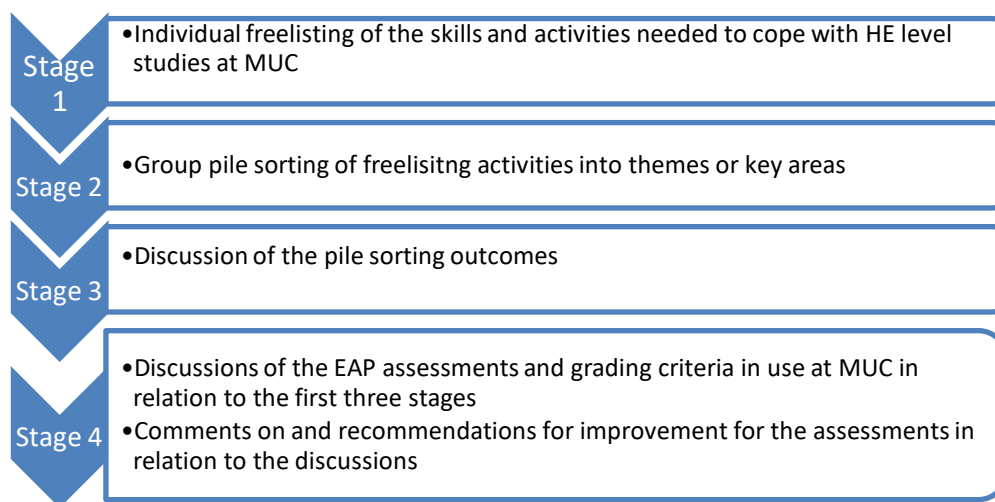 Stage
1
•Individual freelisting of the skills and activities needed to cope with HE level
studies at MUC
Stage 2
•Group pile sorting of freelisitng activities into themes or key areas
Stage 3
•Discussion of the pile sorting outcomes
Stage 4
•Discussions of the EAP assessments and grading criteria in use at MUC in
relation to the first three stages
•Comments on and recommendations for improvement for the assessments in
relation to the discussions